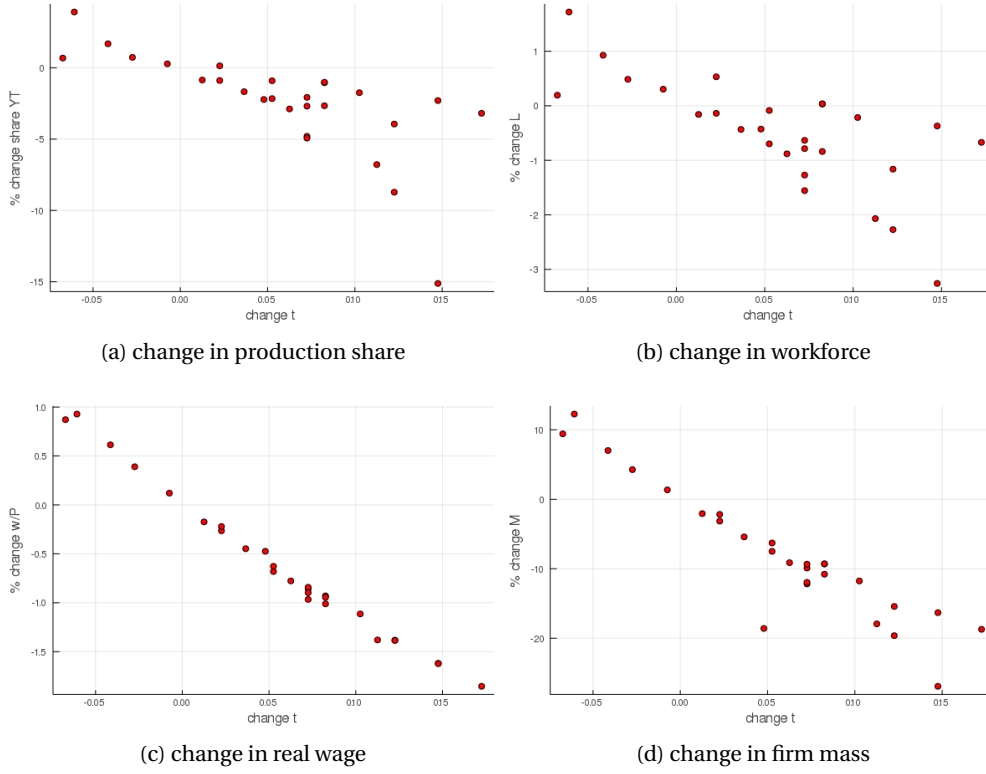 % change share YT
0
-5
-10
-15
-0.05 0.00 0.05 0.10 0.15
change t
(a) change in production share
% change L
1
0
-1
-2
-3
-0.05 0.00 0.05 0.10 0.15
change t
(b) change in workforce
% change w/P
1.0
0.5
0.0
-0.5
-1.0
-1.5
-0.05 0.00 0.05 0.10 0.15
change t
(c) change in real wage
% change M
10
0
-10
-20
-0.05 0.00 0.05 0.10 0.15
change t
(d) change in firm mass